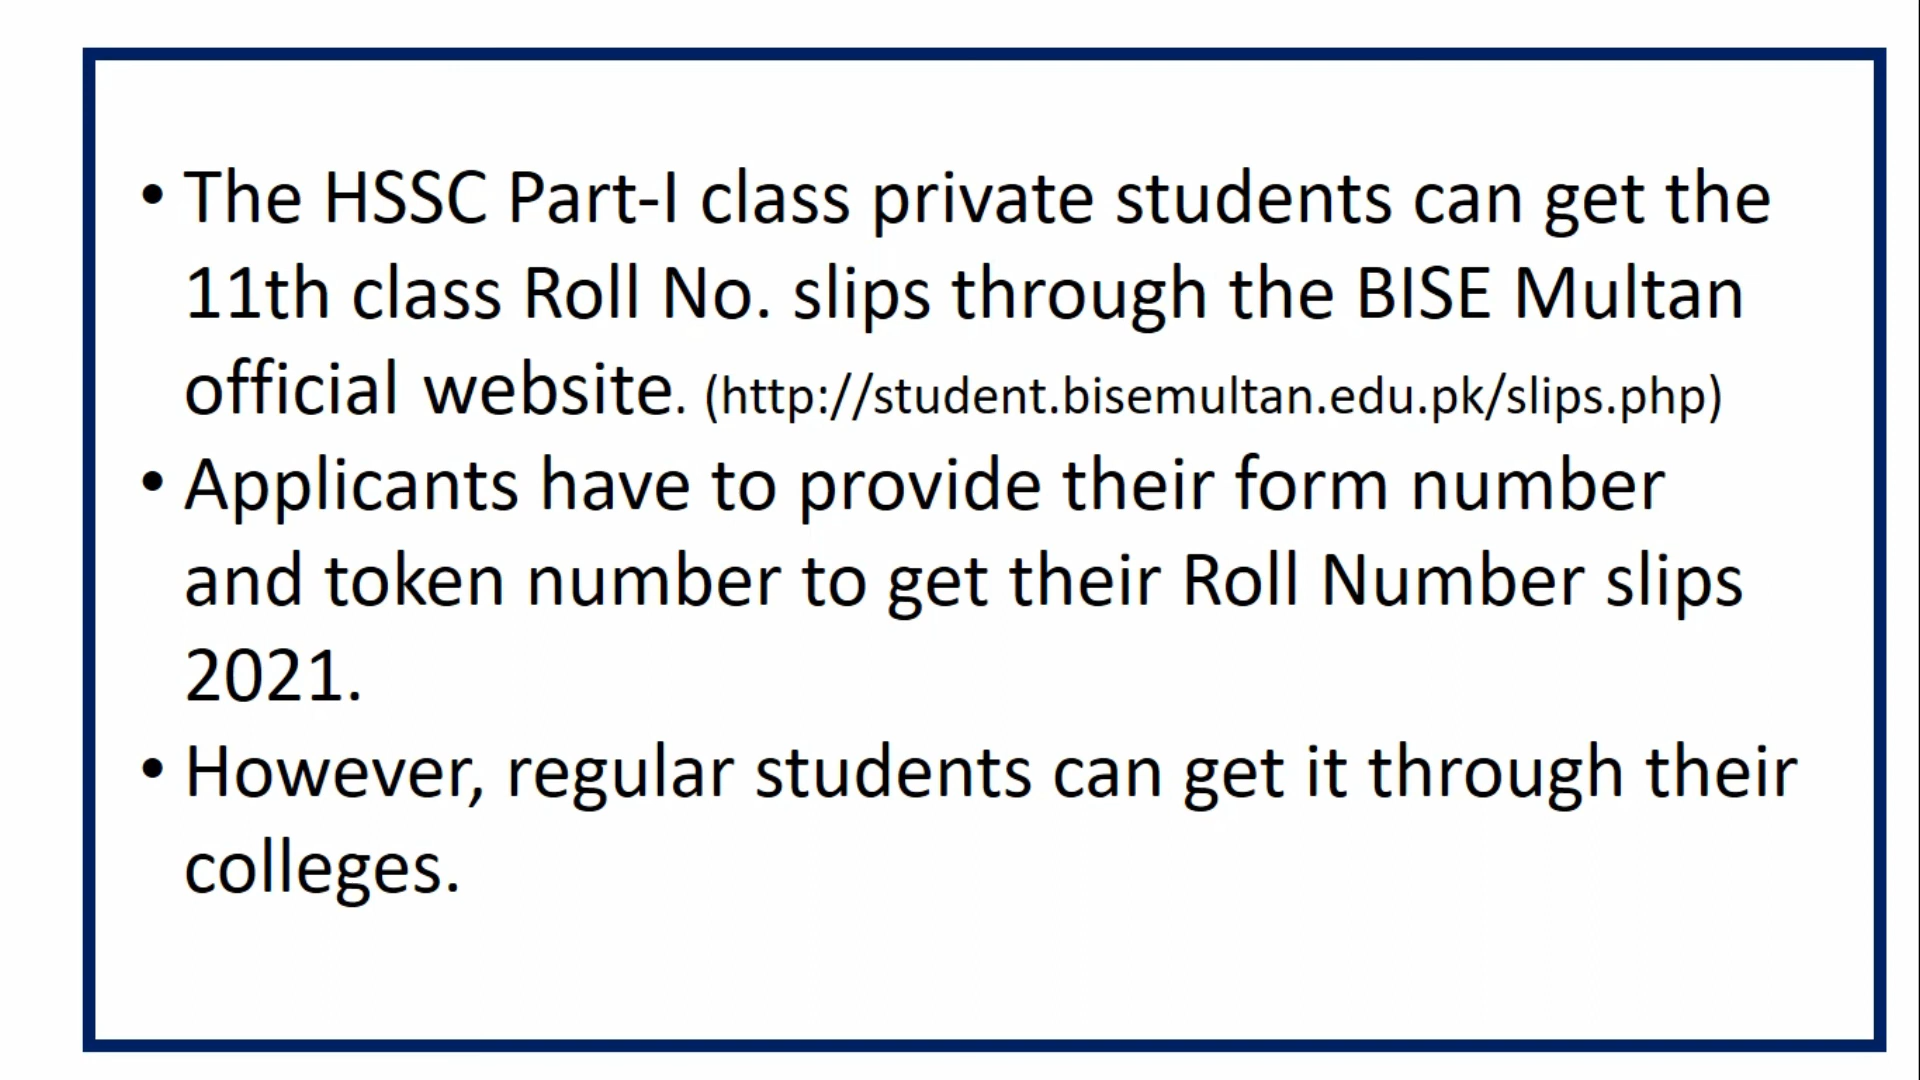 • The HSSC Part-I class private students can get the
11th class Roll No. slips through the BISE Multan
official website. (http://student.bisemultan.edu.pk/slips.php)
• Applicants have to provide their form number
and token number to get their Roll Number slips
2021.
• However, regular students can get it through their
colleges.